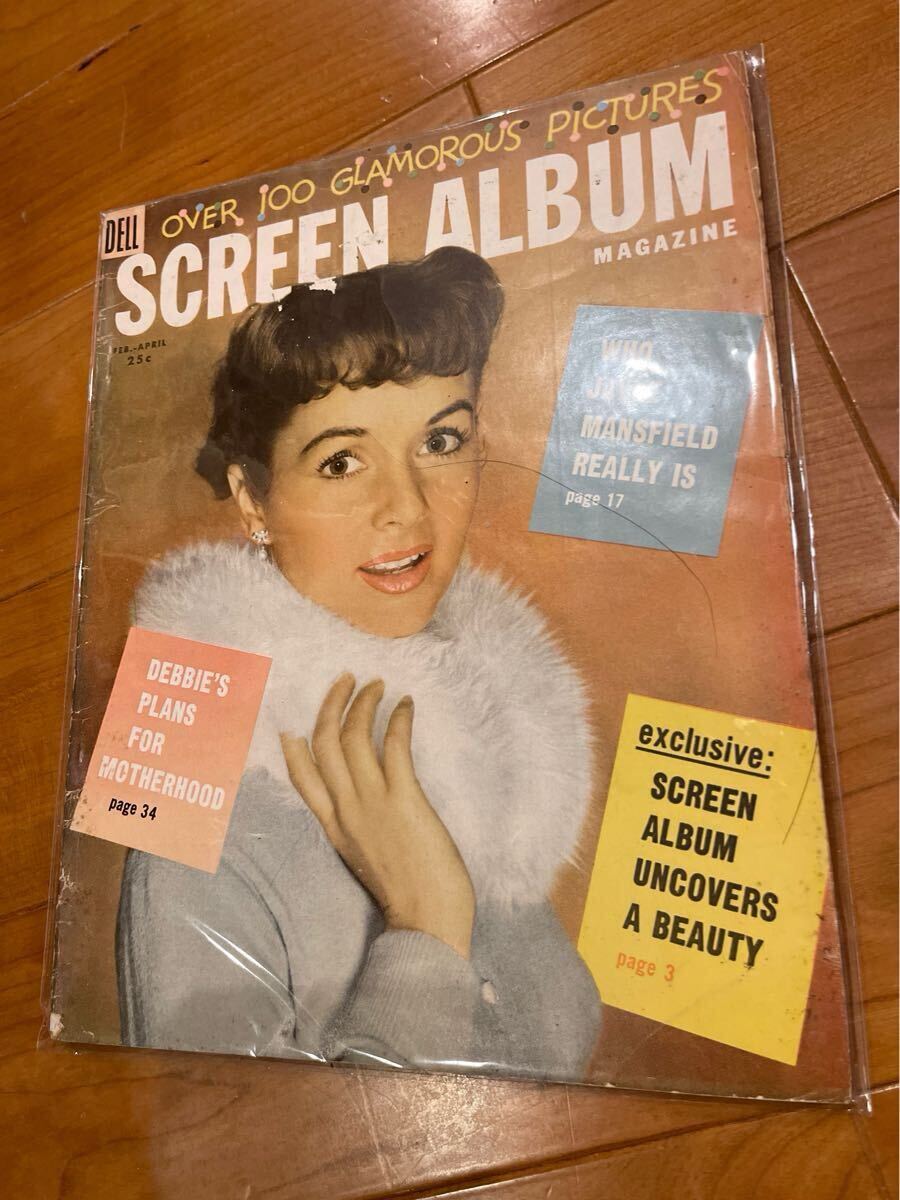 OVER 100 GLAMOROUS PICTURES
DELL
SCREEN ALBUM
MAGAZINE
FEB.-APRIL
25c
WHO
MANSFIELD
REALLY IS
page 17
DEBBIE'S
PLANS
FOR
MOTHERHOOD
page 34
exclusive:
SCREEN
ALBUM
UNCOVERS
A BEAUTY
page 3